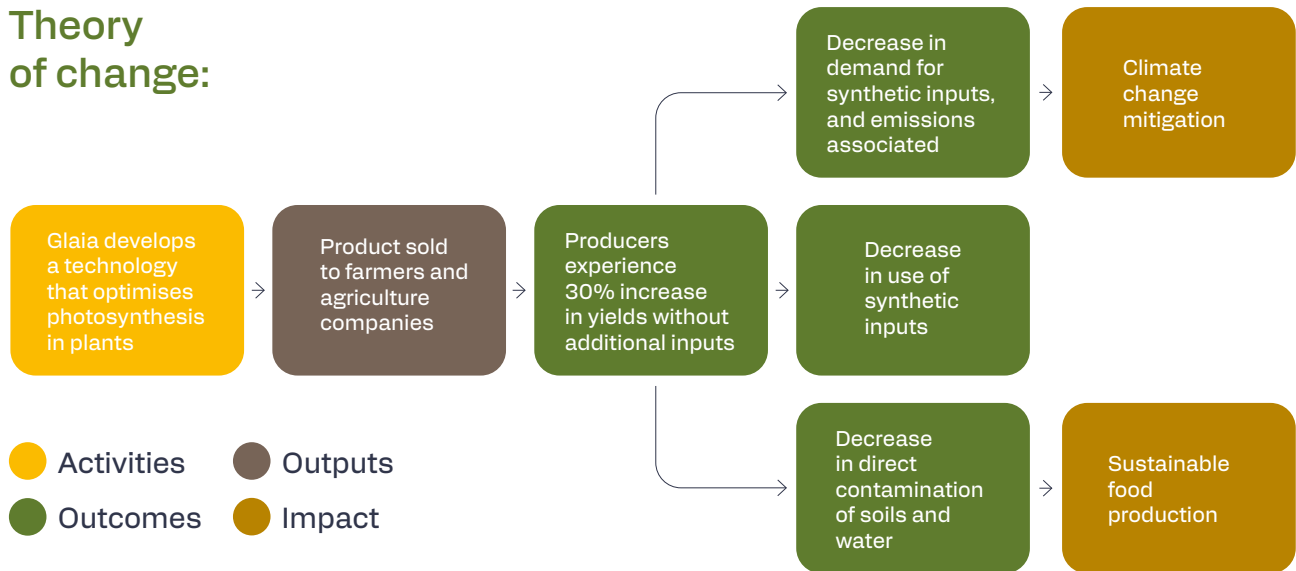 Theory
of change:
Decrease in
demand for
synthetic inputs,
and emissions
associated
Climate
change
mitigation
Glaia develops
a technology
that optimises
photosynthesis
in plants
Product sold
to farmers and
agriculture
companies
Producers
experience
30% increase
in yields without
additional inputs
Decrease
in use of
synthetic
inputs
Decrease
in direct
contamination
of soils and
water
Sustainable
food
production
Activities
Outputs
Outcomes
Impact